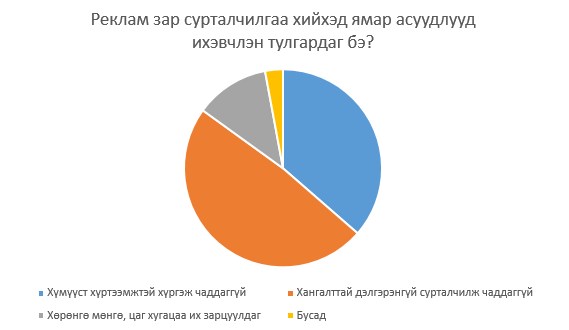 Реклам зар сурталчилгаа хийхэд ямар асуудлууд
ихэвчлэн тулгардаг бэ?
Хүмүүст хүртээмжтэй хүргэж чаддаггүй
Хангалттай дэлгэрэнгүй сурталчилж чаддаггүй
Хөрөнгө мөнгө, цаг хугацаа их зарцуулдаг
Бусад